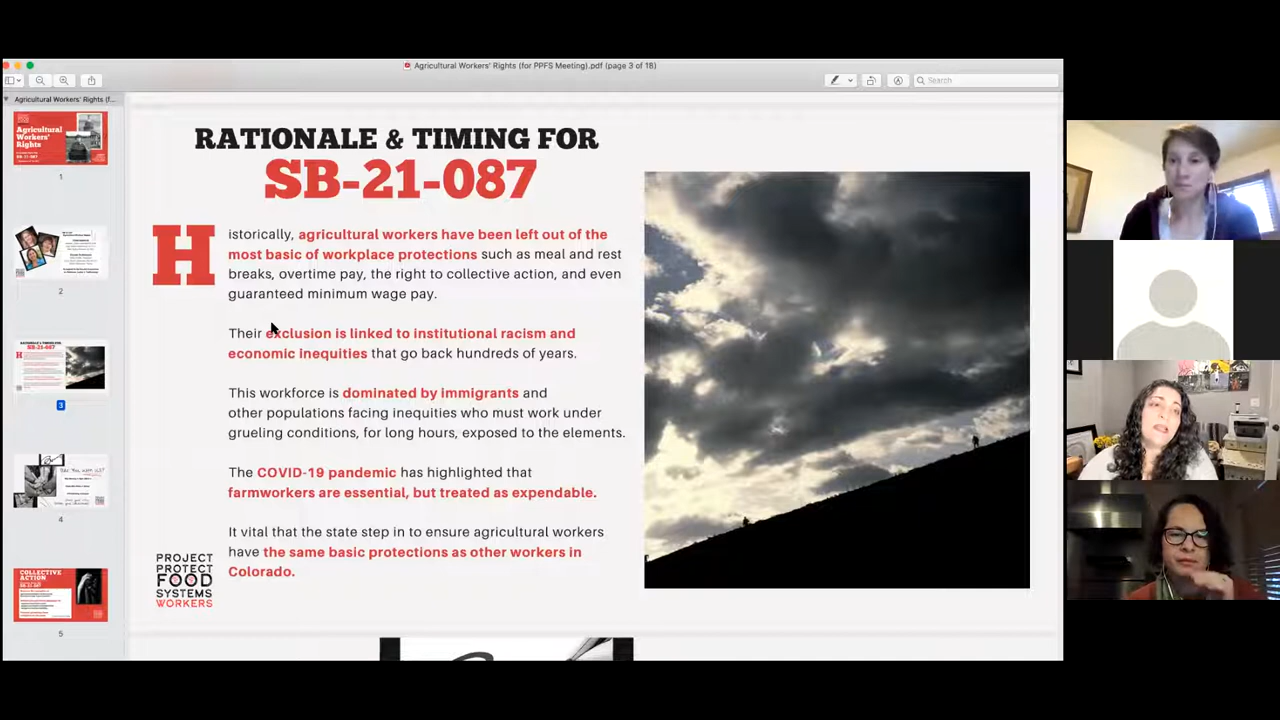 Agricultural Workers' Rights (for PPFS Meeting).pdf (page 3 of 18)
Search
Agricultural Workers' Rights (f...
Agricultural
Workers'
Rights
1
2
3
4
COLLECTIVE
ACTION
5
RATIONALE & TIMING FOR
SB-21-087
Historically, agricultural workers have been left out of the
most basic of workplace protections such as meal and rest
breaks, overtime pay, the right to collective action, and even
guaranteed minimum wage pay.
Their exclusion is linked to institutional racism and
economic inequities that go back hundreds of years.
This workforce is dominated by immigrants and
other populations facing inequities who must work under
grueling conditions, for long hours, exposed to the elements.
The COVID-19 pandemic has highlighted that
farmworkers are essential, but treated as expendable.
It vital that the state step in to ensure agricultural workers
have the same basic protections as other workers in
Colorado.
PROJECT
PROTECT
FOOD
SYSTEMS
WORKERS